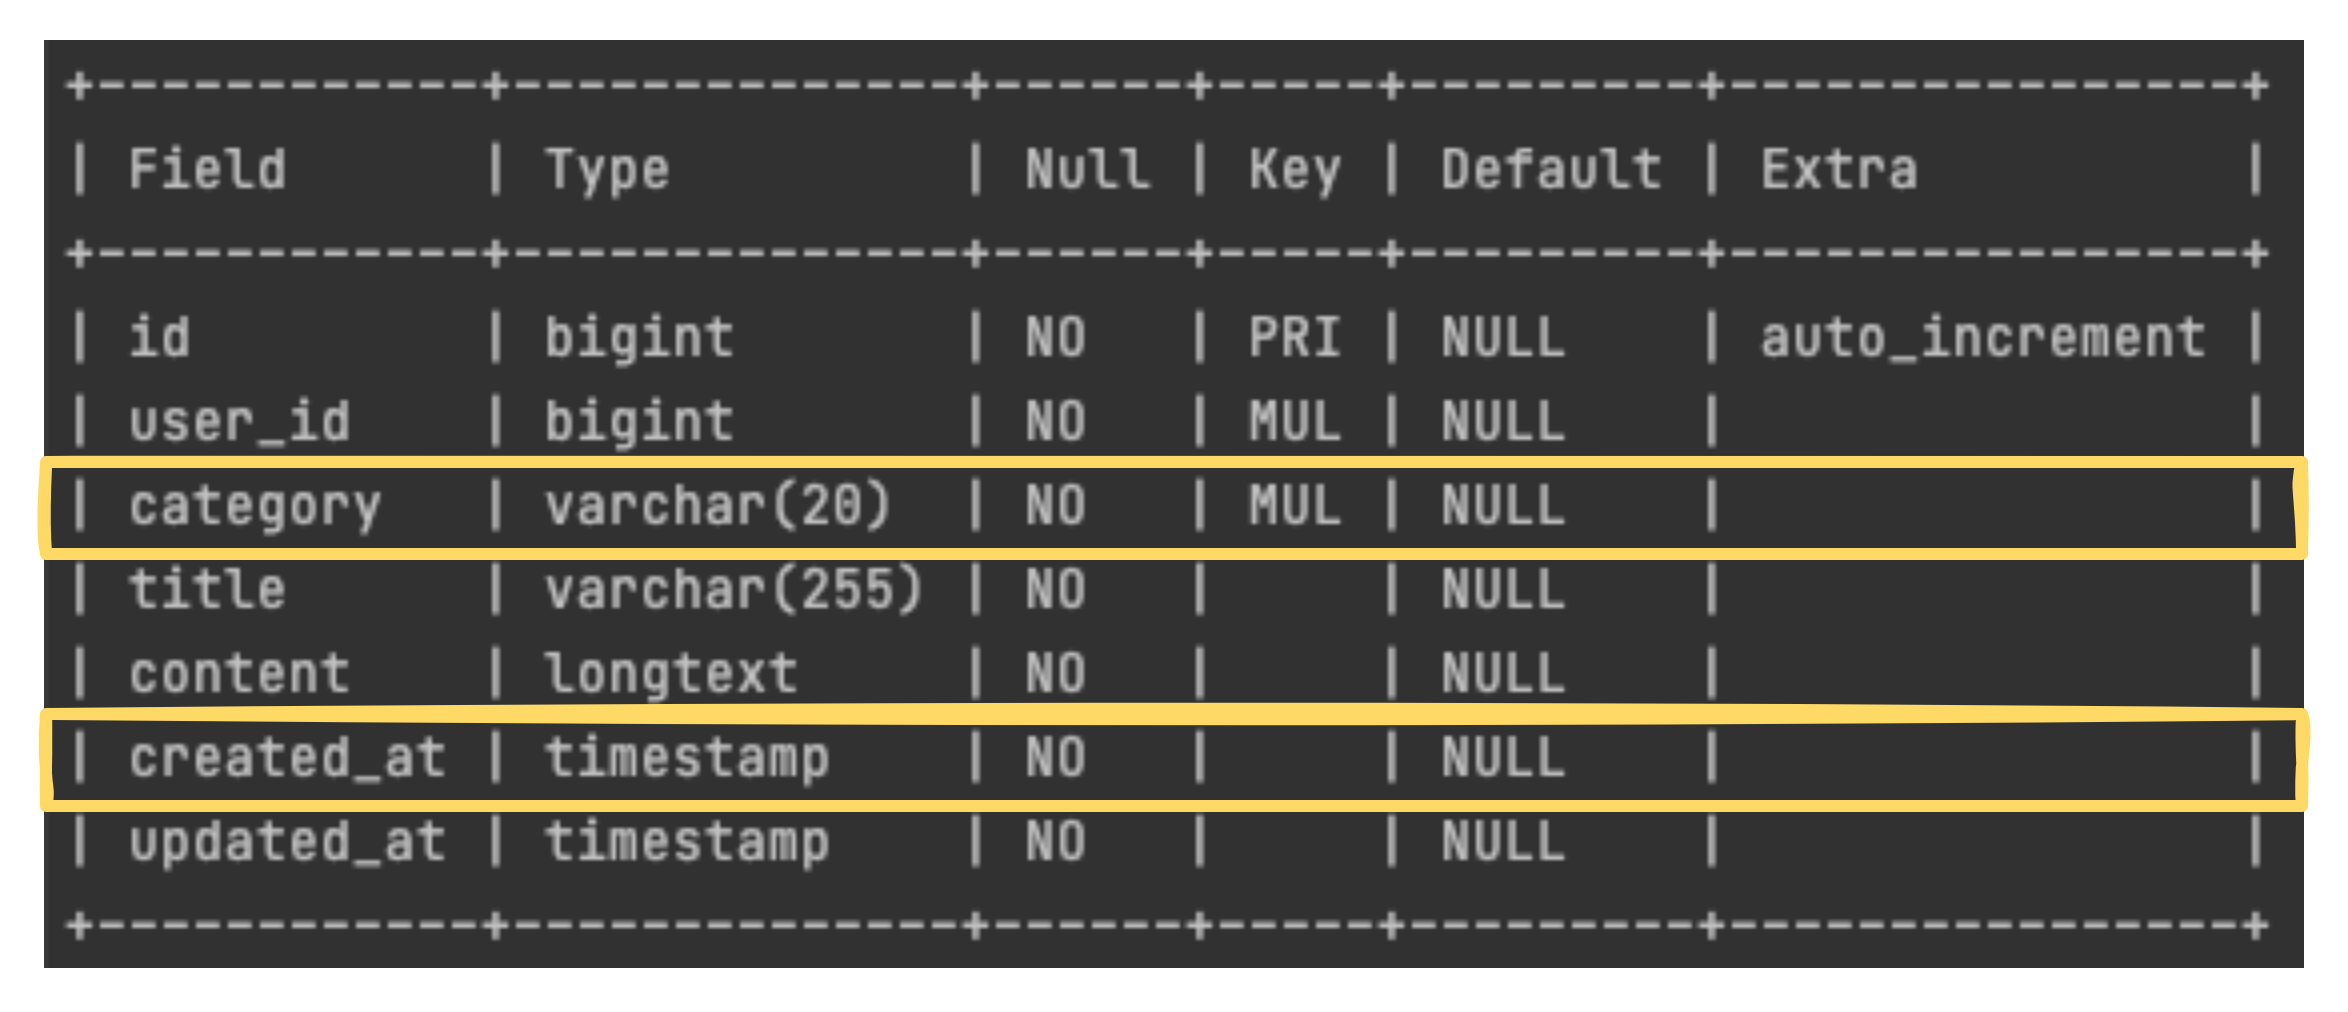 +------------+--------------+------+-----+---------+----------------+
| Field      | Type         | Null | Key | Default | Extra          |
+------------+--------------+------+-----+---------+----------------+
| id         | bigint       | NO   | PRI | NULL    | auto_increment |
| user_id    | bigint       | NO   | MUL | NULL    |                |
| category   | varchar(20)  | NO   | MUL | NULL    |                |
| title      | varchar(255) | NO   |     | NULL    |                |
| content    | longtext     | NO   |     | NULL    |                |
| created_at | timestamp    | NO   |     | NULL    |                |
| updated_at | timestamp    | NO   |     | NULL    |                |
+------------+--------------+------+-----+---------+----------------+